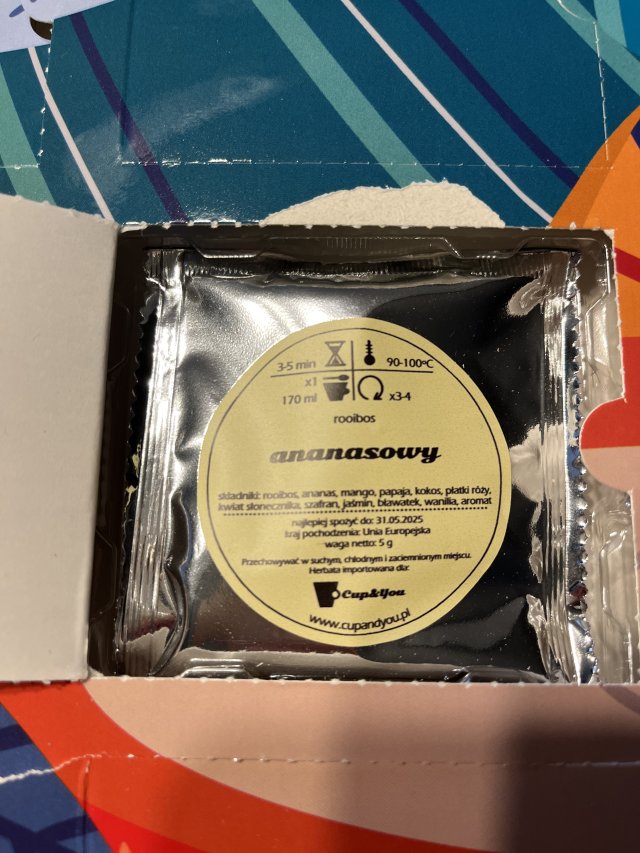 3-5 min
90-100ºC
x1
170 ml
x3-4
rooibos
ananasowy
składniki: rooibos, ananas, mango, papaja, kokos, płatki róży,
kwiat słonecznika, szafran, jaśmin, bławatek, wanilia, aromat
najlepiej spożyć do: 31.05.2025
kraj pochodzenia: Unia Europejska
waga netto: 5 g
Przechowywać w suchym, chłodnym i zaciemnionym miejscu.
Herbata importowana dla:
Cup&You
www.cupandyou.pl